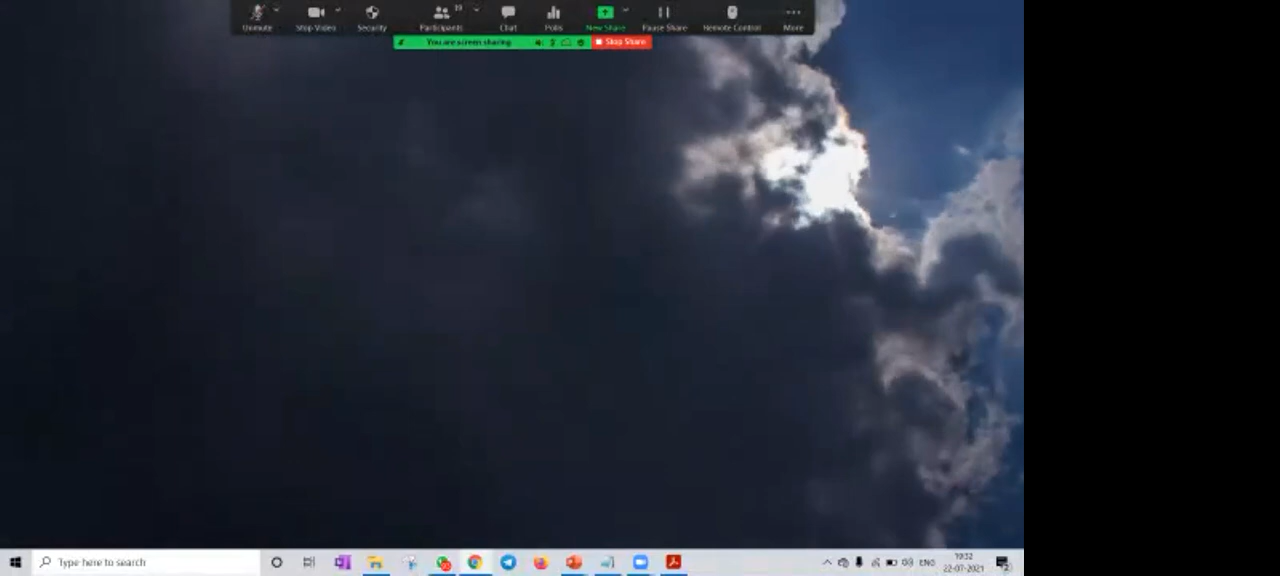 19
Unmute Stop Video Security Participants Chat Polls New Share Pause Share Remote Control More
You are screen sharing Stop Share
Type here to search
ENG
22-07-2021